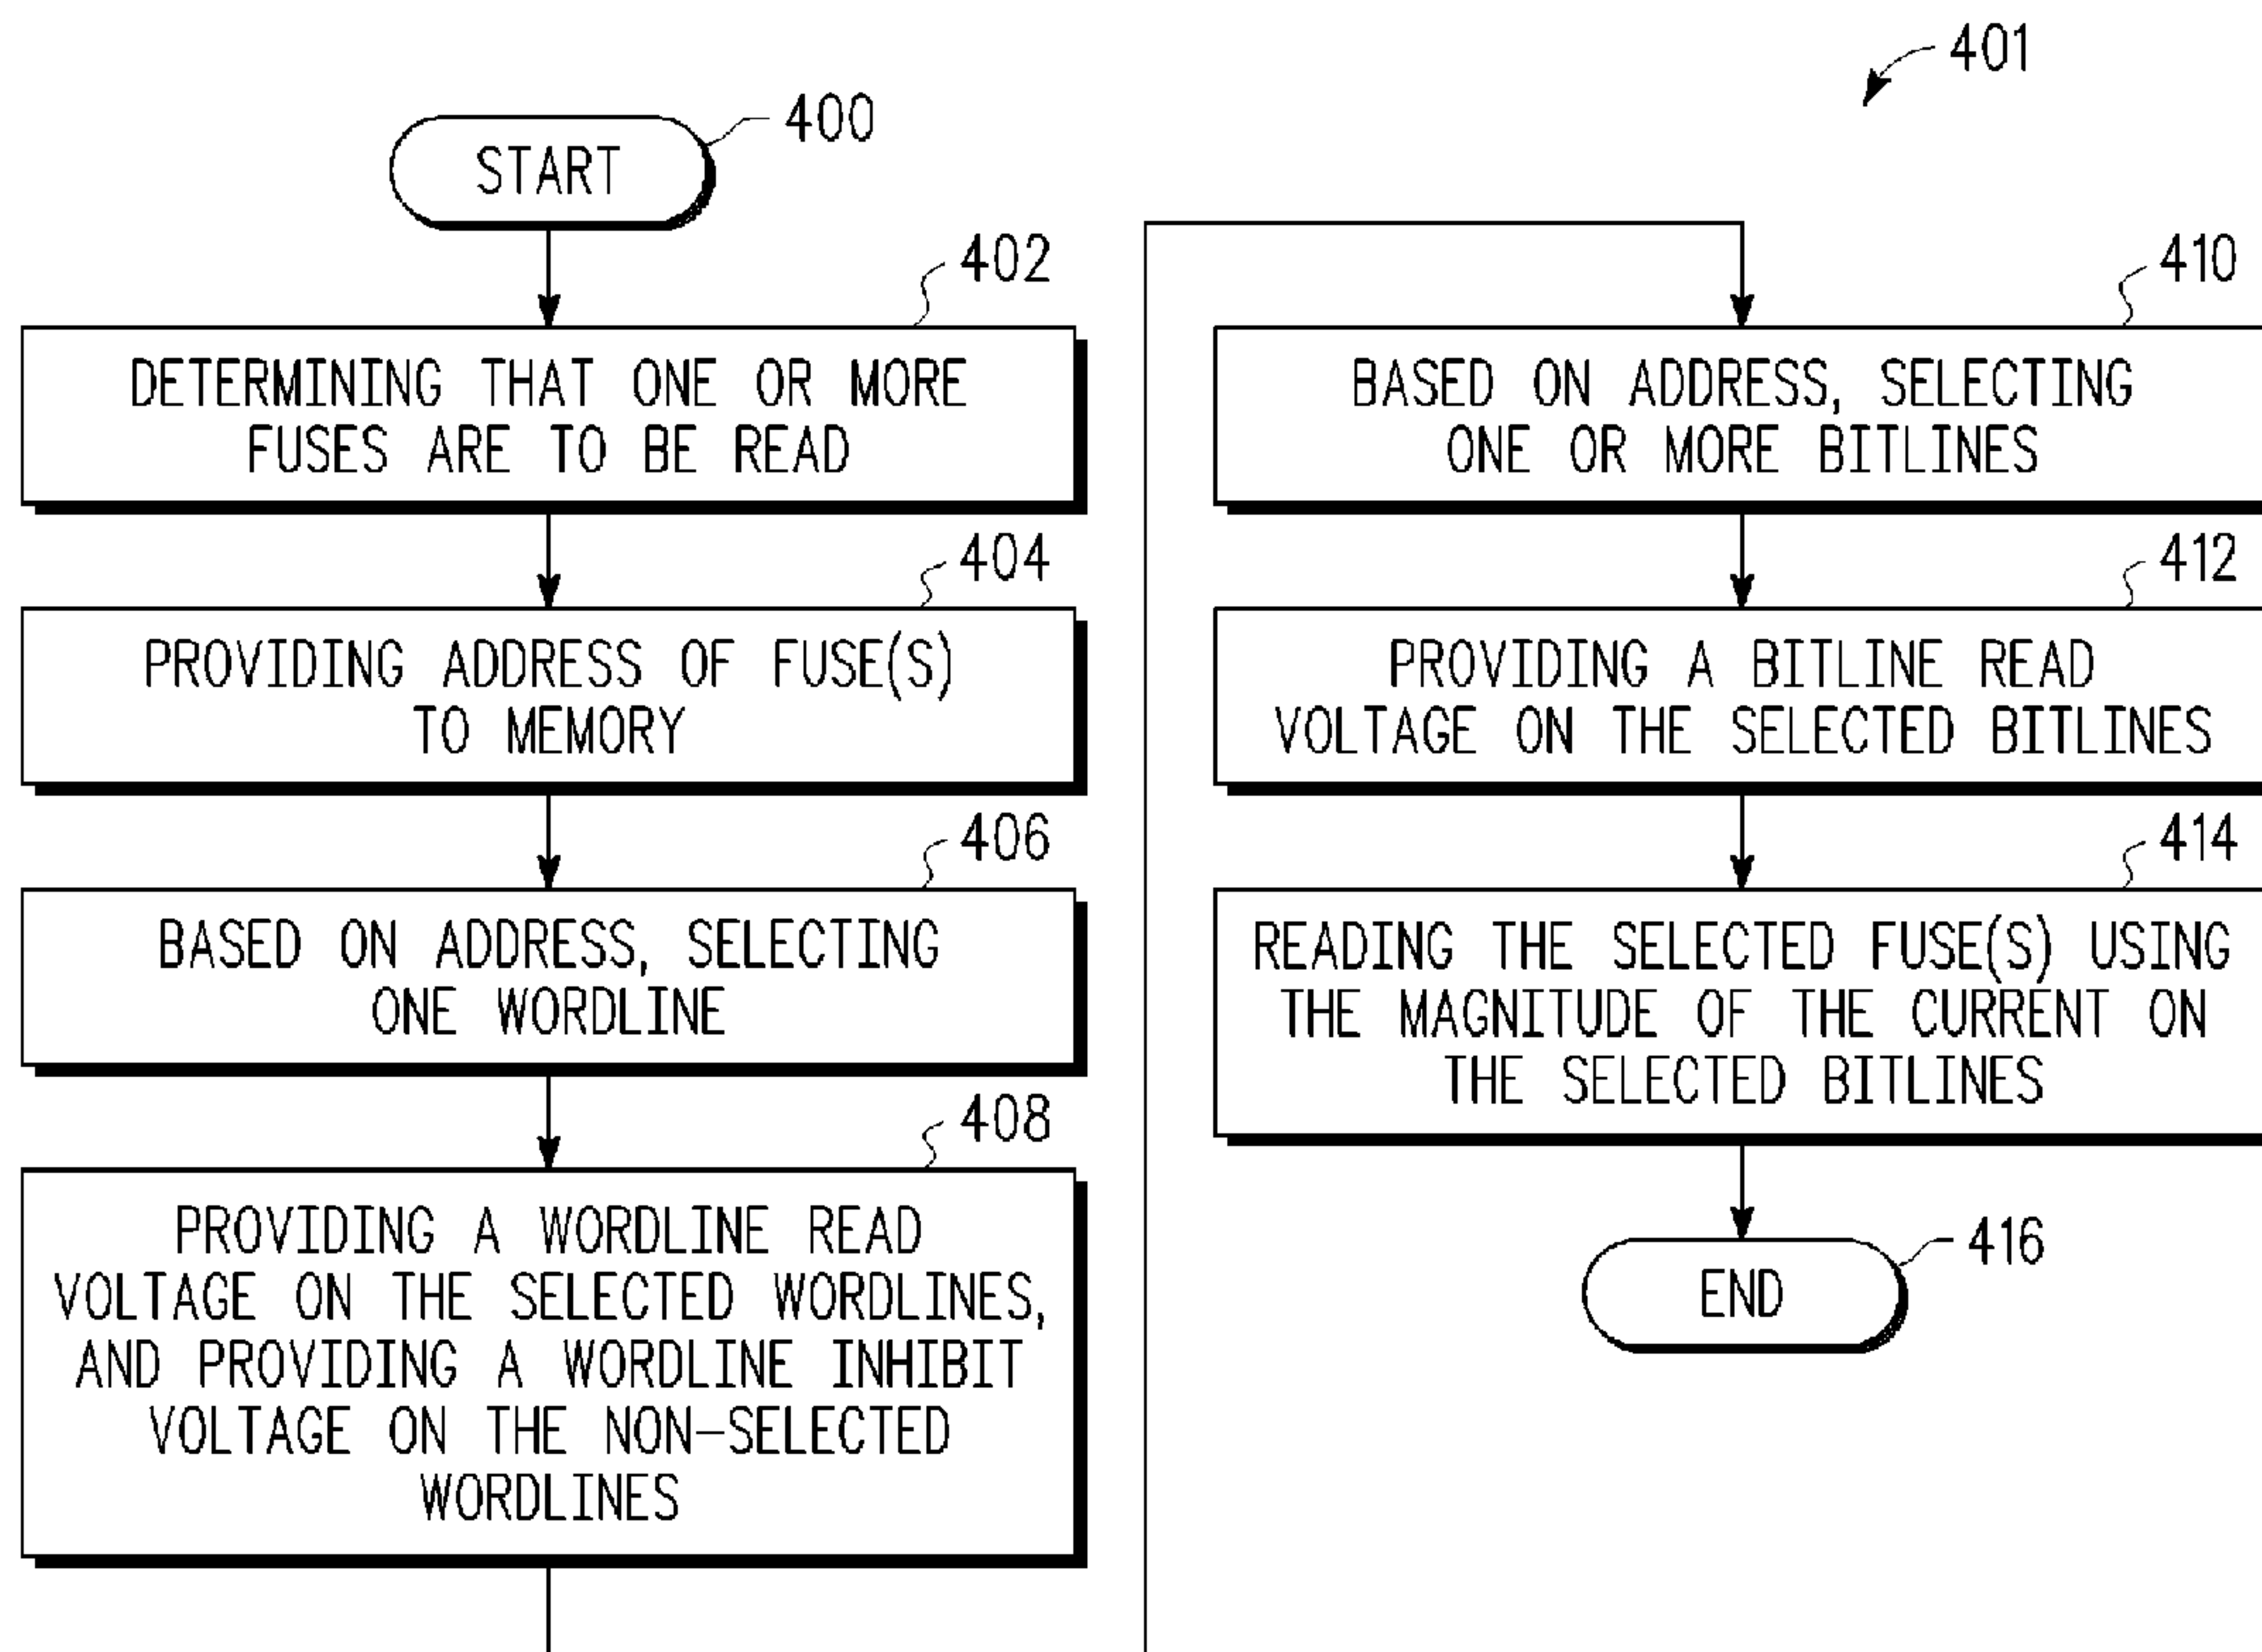 401
400
START
402
DETERMINING THAT ONE OR MORE
FUSES ARE TO BE READ
404
PROVIDING ADDRESS OF FUSE(S)
TO MEMORY
406
BASED ON ADDRESS, SELECTING
ONE WORDLINE
408
PROVIDING A WORDLINE READ
VOLTAGE ON THE SELECTED WORDLINES,
AND PROVIDING A WORDLINE INHIBIT
VOLTAGE ON THE NON-SELECTED
WORDLINES
410
BASED ON ADDRESS, SELECTING
ONE OR MORE BITLINES
412
PROVIDING A BITLINE READ
VOLTAGE ON THE SELECTED BITLINES
414
READING THE SELECTED FUSE(S) USING
THE MAGNITUDE OF THE CURRENT ON
THE SELECTED BITLINES
416
END